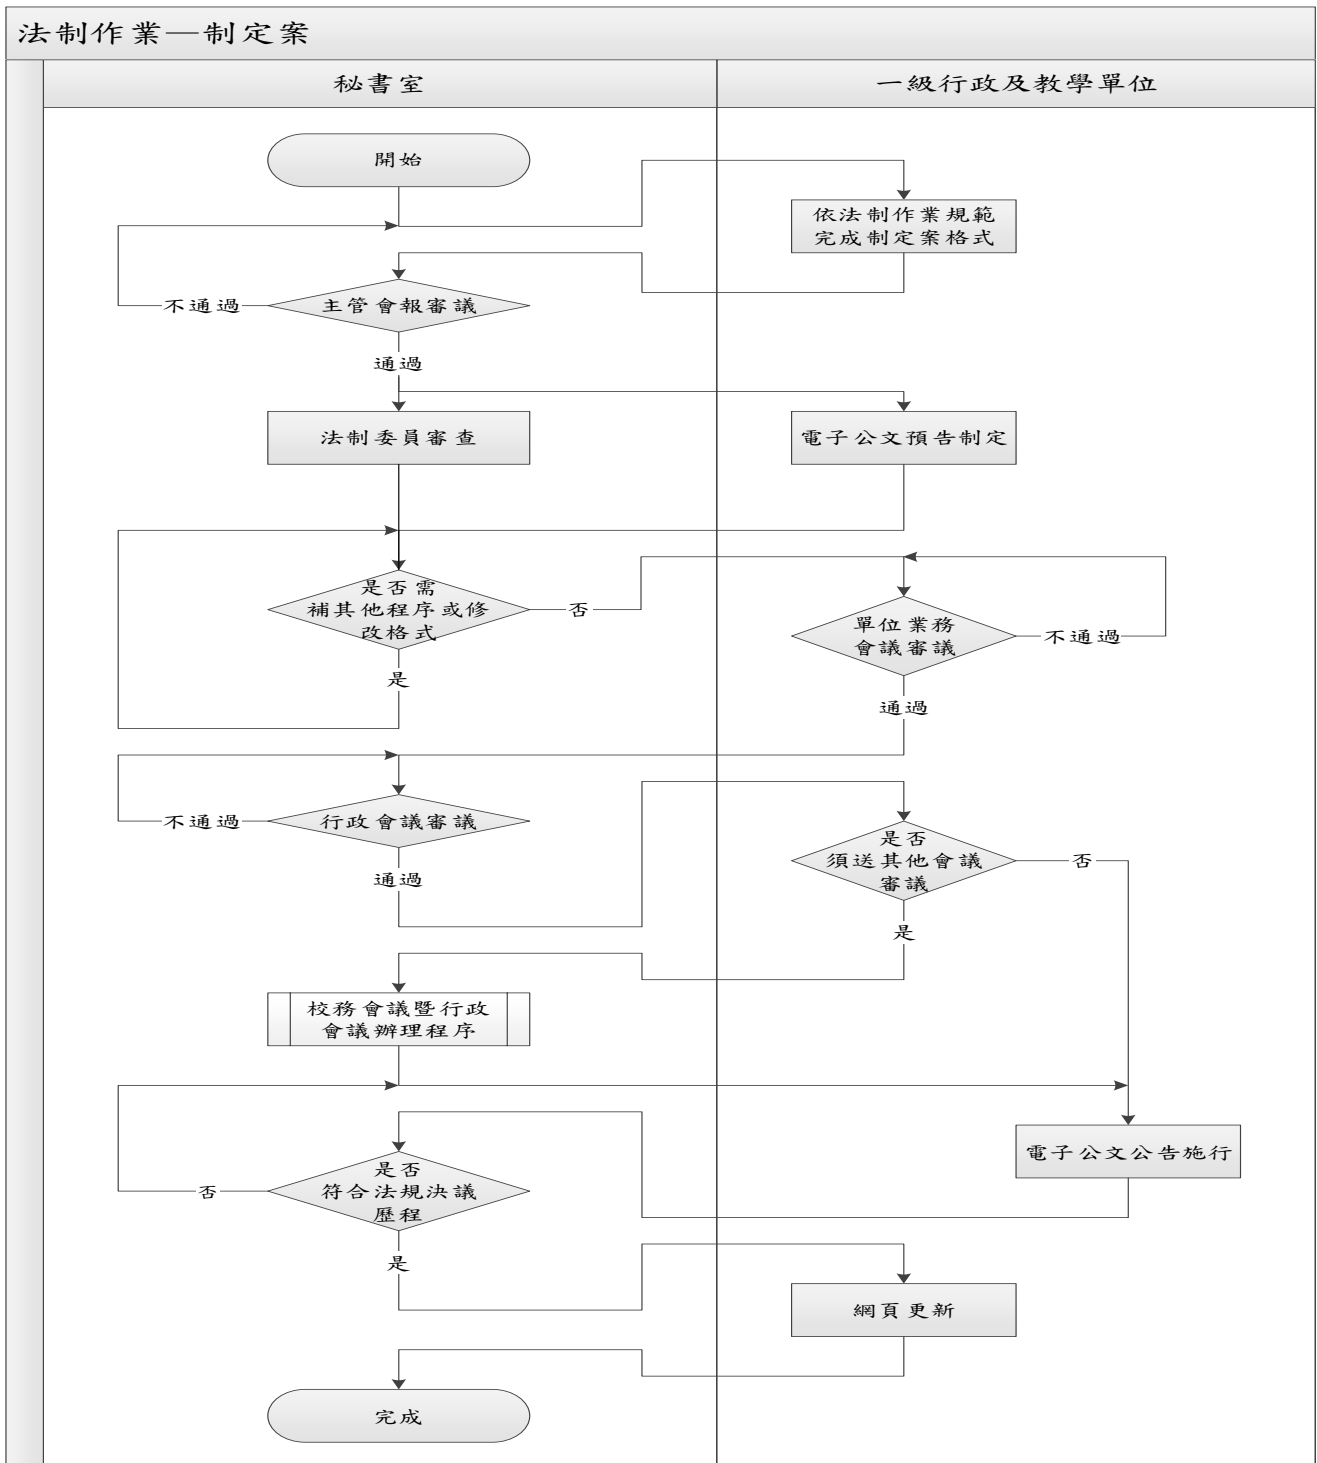 法制作業—制定案
秘書室
一級行政及教學單位
開始
依法制作業規範
完成制定案格式
不通過
主管會報審議
通過
法制委員審查
電子公文預告制定
是否需
補其他程序或修
改格式
否
是
單位業務
會議審議
不通過
通過
不通過
行政會議審議
通過
是否
須送其他會議
審議
否
是
校務會議暨行政
會議辦理程序
電子公文公告施行
是否
符合法規決議
歷程
否
是
網頁更新
完成